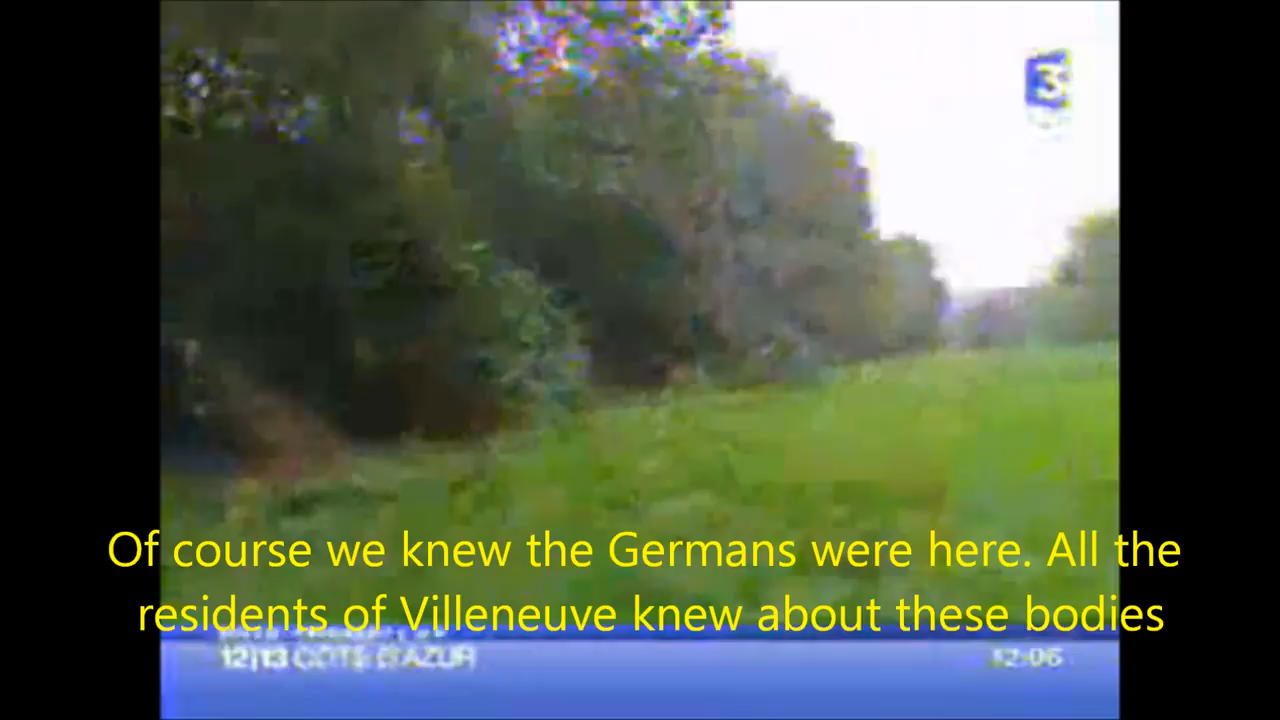 3
Of course we knew the Germans were here. All the
residents of Villeneuve knew about these bodies
12|13 COTE D'AZUR
12:06